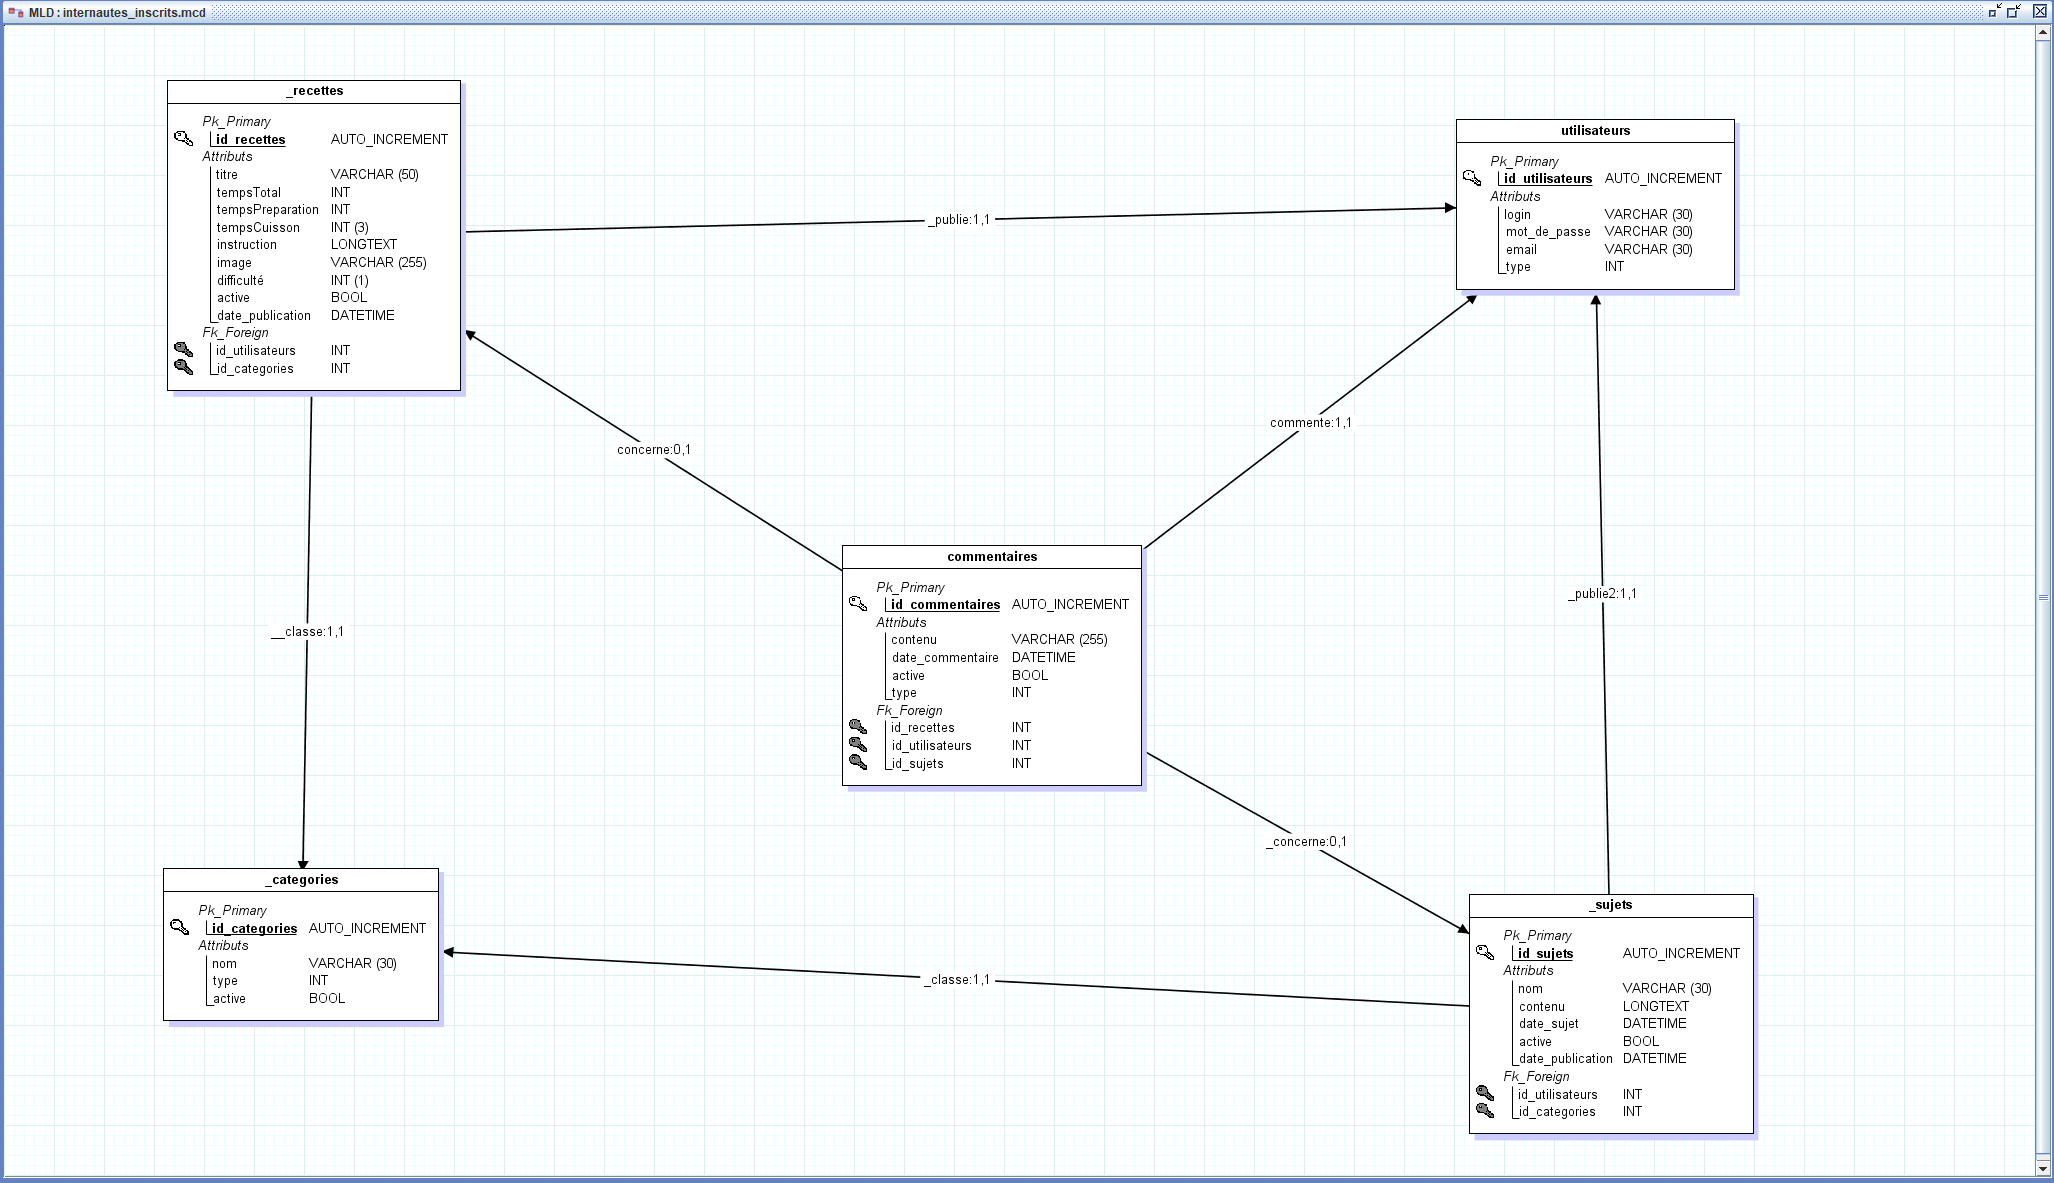 MLD : internautes_inscrits.mcd
_recettes
Pk_Primary
id_recettes AUTO_INCREMENT
Attributs
titre VARCHAR (50)
tempsTotal INT
tempsPreparation INT
tempsCuisson INT (3)
instruction LONGTEXT
image VARCHAR (255)
difficulté INT (1)
active BOOL
date_publication DATETIME
Fk_Foreign
id_utilisateurs INT
id_categories INT
utilisateurs
Pk_Primary
id_utilisateurs AUTO_INCREMENT
Attributs
login VARCHAR (30)
mot_de_passe VARCHAR (30)
email VARCHAR (30)
type INT
_publie:1,1
commente:1,1
concerne:0,1
commentaires
Pk_Primary
id_commentaires AUTO_INCREMENT
Attributs
contenu VARCHAR (255)
date_commentaire DATETIME
active BOOL
type INT
Fk_Foreign
id_recettes INT
id_utilisateurs INT
id_sujets INT
_publie2:1,1
__classe:1,1
_concerne:0,1
_categories
Pk_Primary
id_categories AUTO_INCREMENT
Attributs
nom VARCHAR (30)
type INT
active BOOL
_classe:1,1
_sujets
Pk_Primary
id_sujets AUTO_INCREMENT
Attributs
nom VARCHAR (30)
contenu LONGTEXT
date_sujet DATETIME
active BOOL
date_publication DATETIME
Fk_Foreign
id_utilisateurs INT
id_categories INT